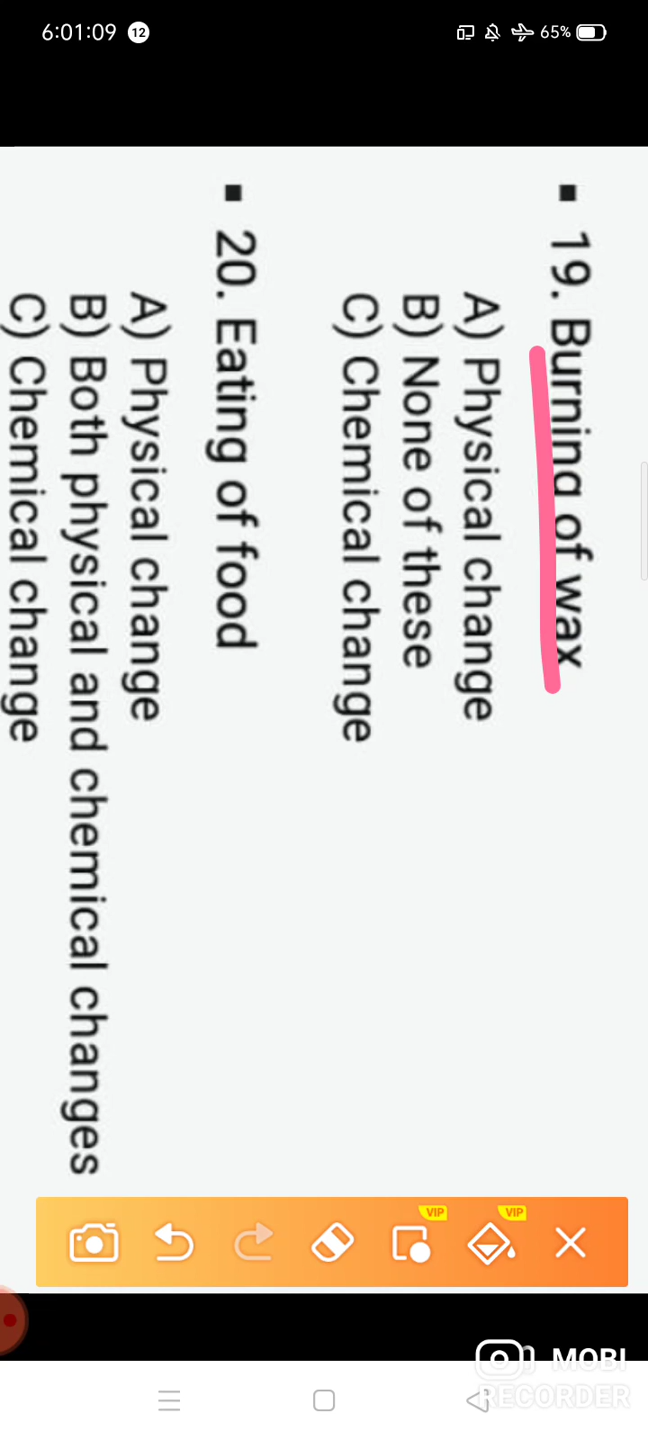 6:01:09 12 65%
▪ 19. Burning of wax
A) Physical change
B) None of these
C) Chemical change
▪ 20. Eating of food
A) Physical change
B) Both physical and chemical changes
C) Chemical change
VIP VIP
MOBI
RECORDER